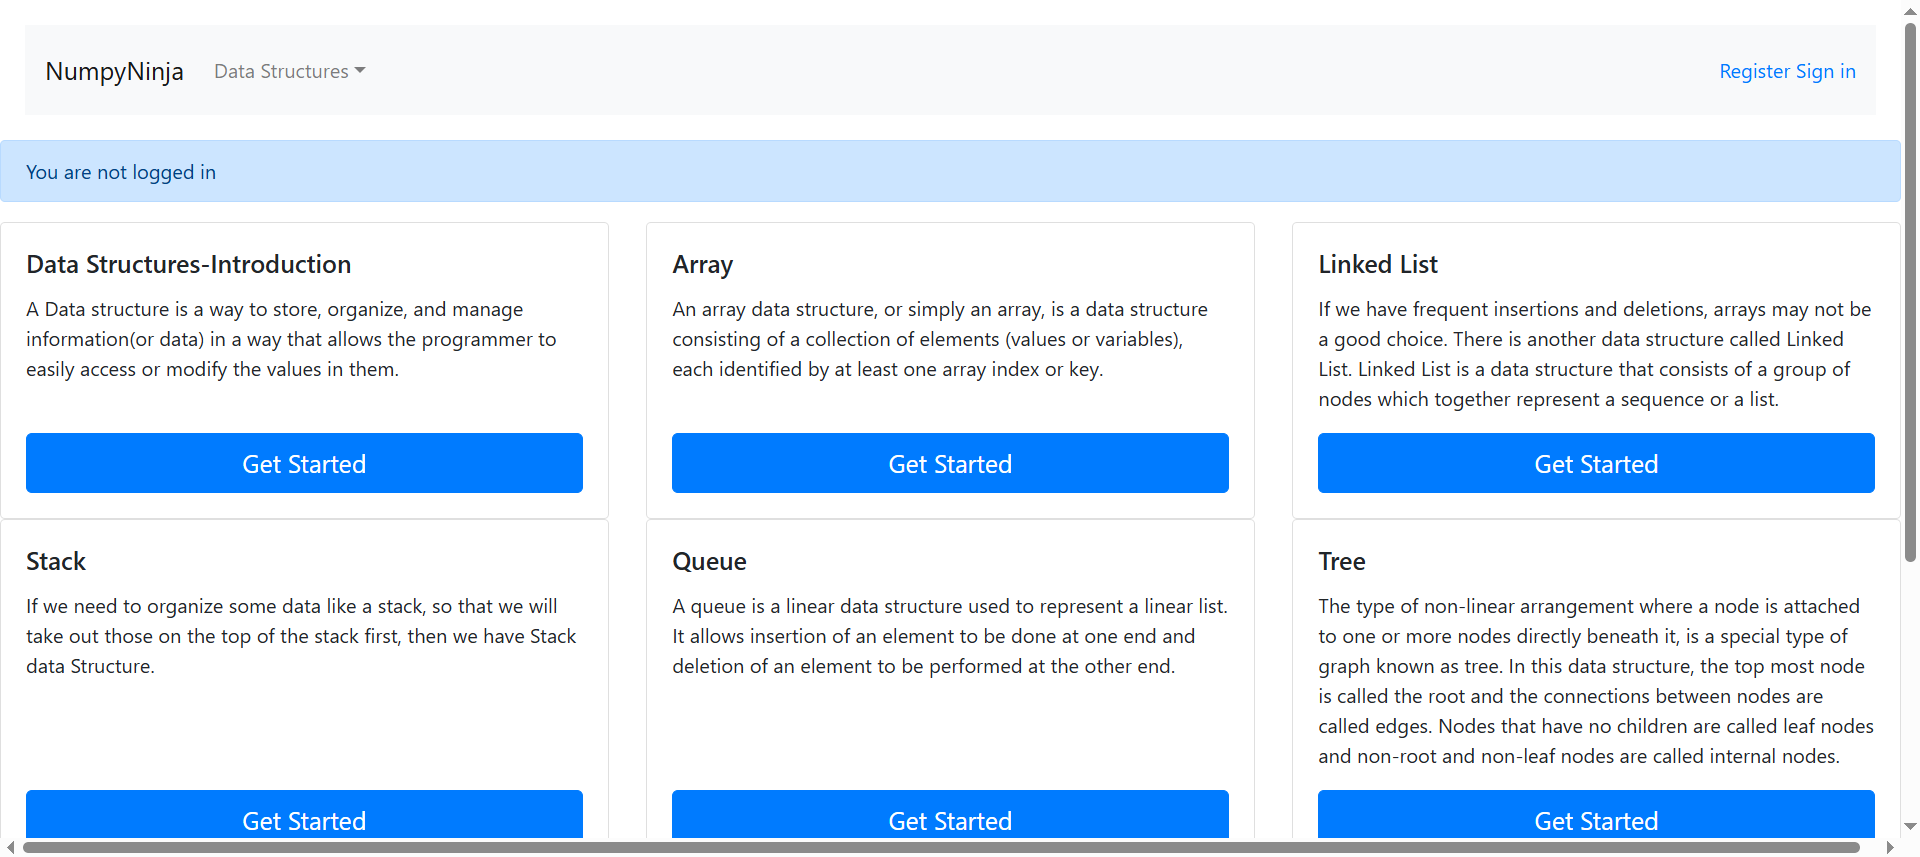 NumpyNinja
Data Structures
Register Sign in
You are not logged in
Data Structures-Introduction
A Data structure is a way to store, organize, and manage
information(or data) in a way that allows the programmer to
easily access or modify the values in them.
Get Started
Array
An array data structure, or simply an array, is a data structure
consisting of a collection of elements (values or variables),
each identified by at least one array index or key.
Get Started
Linked List
If we have frequent insertions and deletions, arrays may not be
a good choice. There is another data structure called Linked
List. Linked List is a data structure that consists of a group of
nodes which together represent a sequence or a list.
Get Started
Stack
If we need to organize some data like a stack, so that we will
take out those on the top of the stack first, then we have Stack
data Structure.
Get Started
Queue
A queue is a linear data structure used to represent a linear list.
It allows insertion of an element to be done at one end and
deletion of an element to be performed at the other end.
Get Started
Tree
The type of non-linear arrangement where a node is attached
to one or more nodes directly beneath it, is a special type of
graph known as tree. In this data structure, the top most node
is called the root and the connections between nodes are
called edges. Nodes that have no children are called leaf nodes
and non-root and non-leaf nodes are called internal nodes.
Get Started